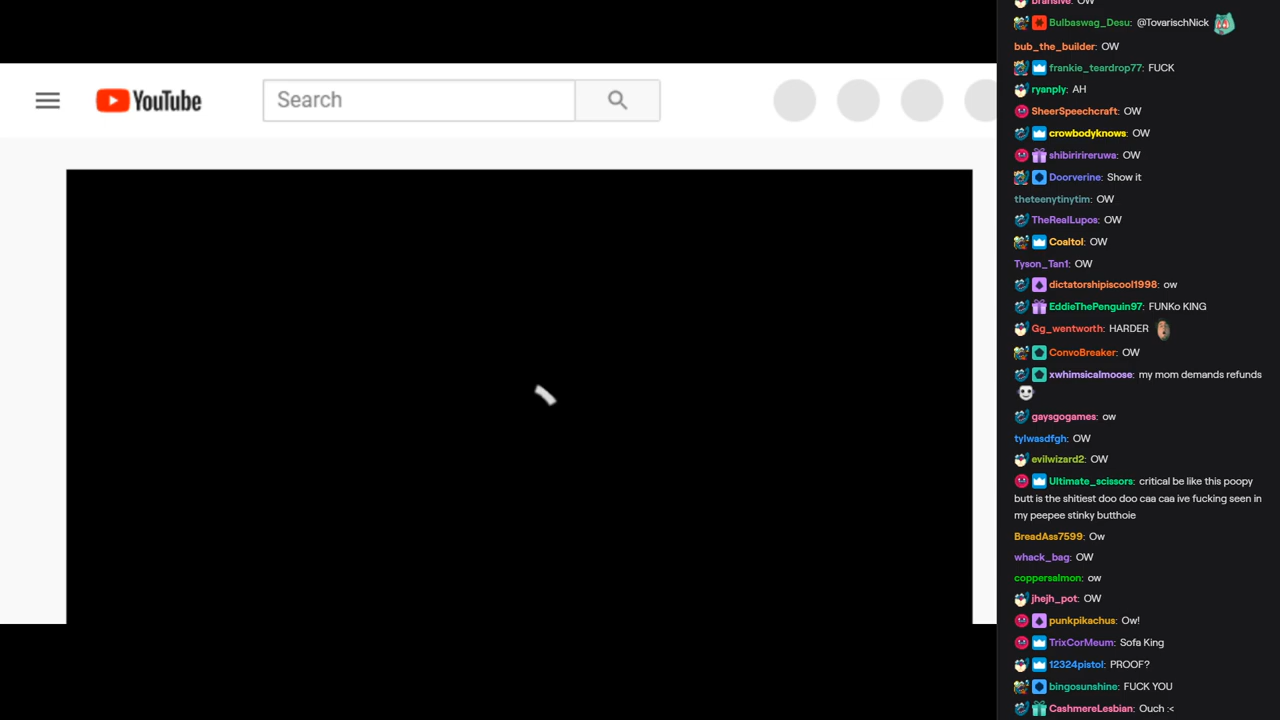 YouTube
Search
bransive: OW
Bulbaswag_Desu: @TovarischNick
bub_the_builder: OW
frankie_teardrop77: FUCK
ryanply: AH
SheerSpeechcraft: OW
crowbodyknows: OW
shibiririreruwa: OW
Doorverine: Show it
theteenytinytim: OW
TheRealLupos: OW
Coaltol: OW
Tyson_Tan1: OW
dictatorshipiscool1998: ow
EddieThePenguin97: FUNKo KING
Gg_wentworth: HARDER
ConvoBreaker: OW
xwhimsicalmoose: my mom demands refunds
gaysgogames: ow
tylwasdfgh: OW
evilwizard2: OW
Ultimate_scissors: critical be like this poopy
butt is the shitiest doo doo caa caa ive fucking seen in
my peepee stinky butthoie
BreadAss7599: Ow
whack_bag: OW
coppersalmon: ow
jhejh_pot: OW
punkpikachus: Ow!
TrixCorMeum: Sofa King
12324pistol: PROOF?
bingosunshine: FUCK YOU
CashmereLesbian: Ouch :<